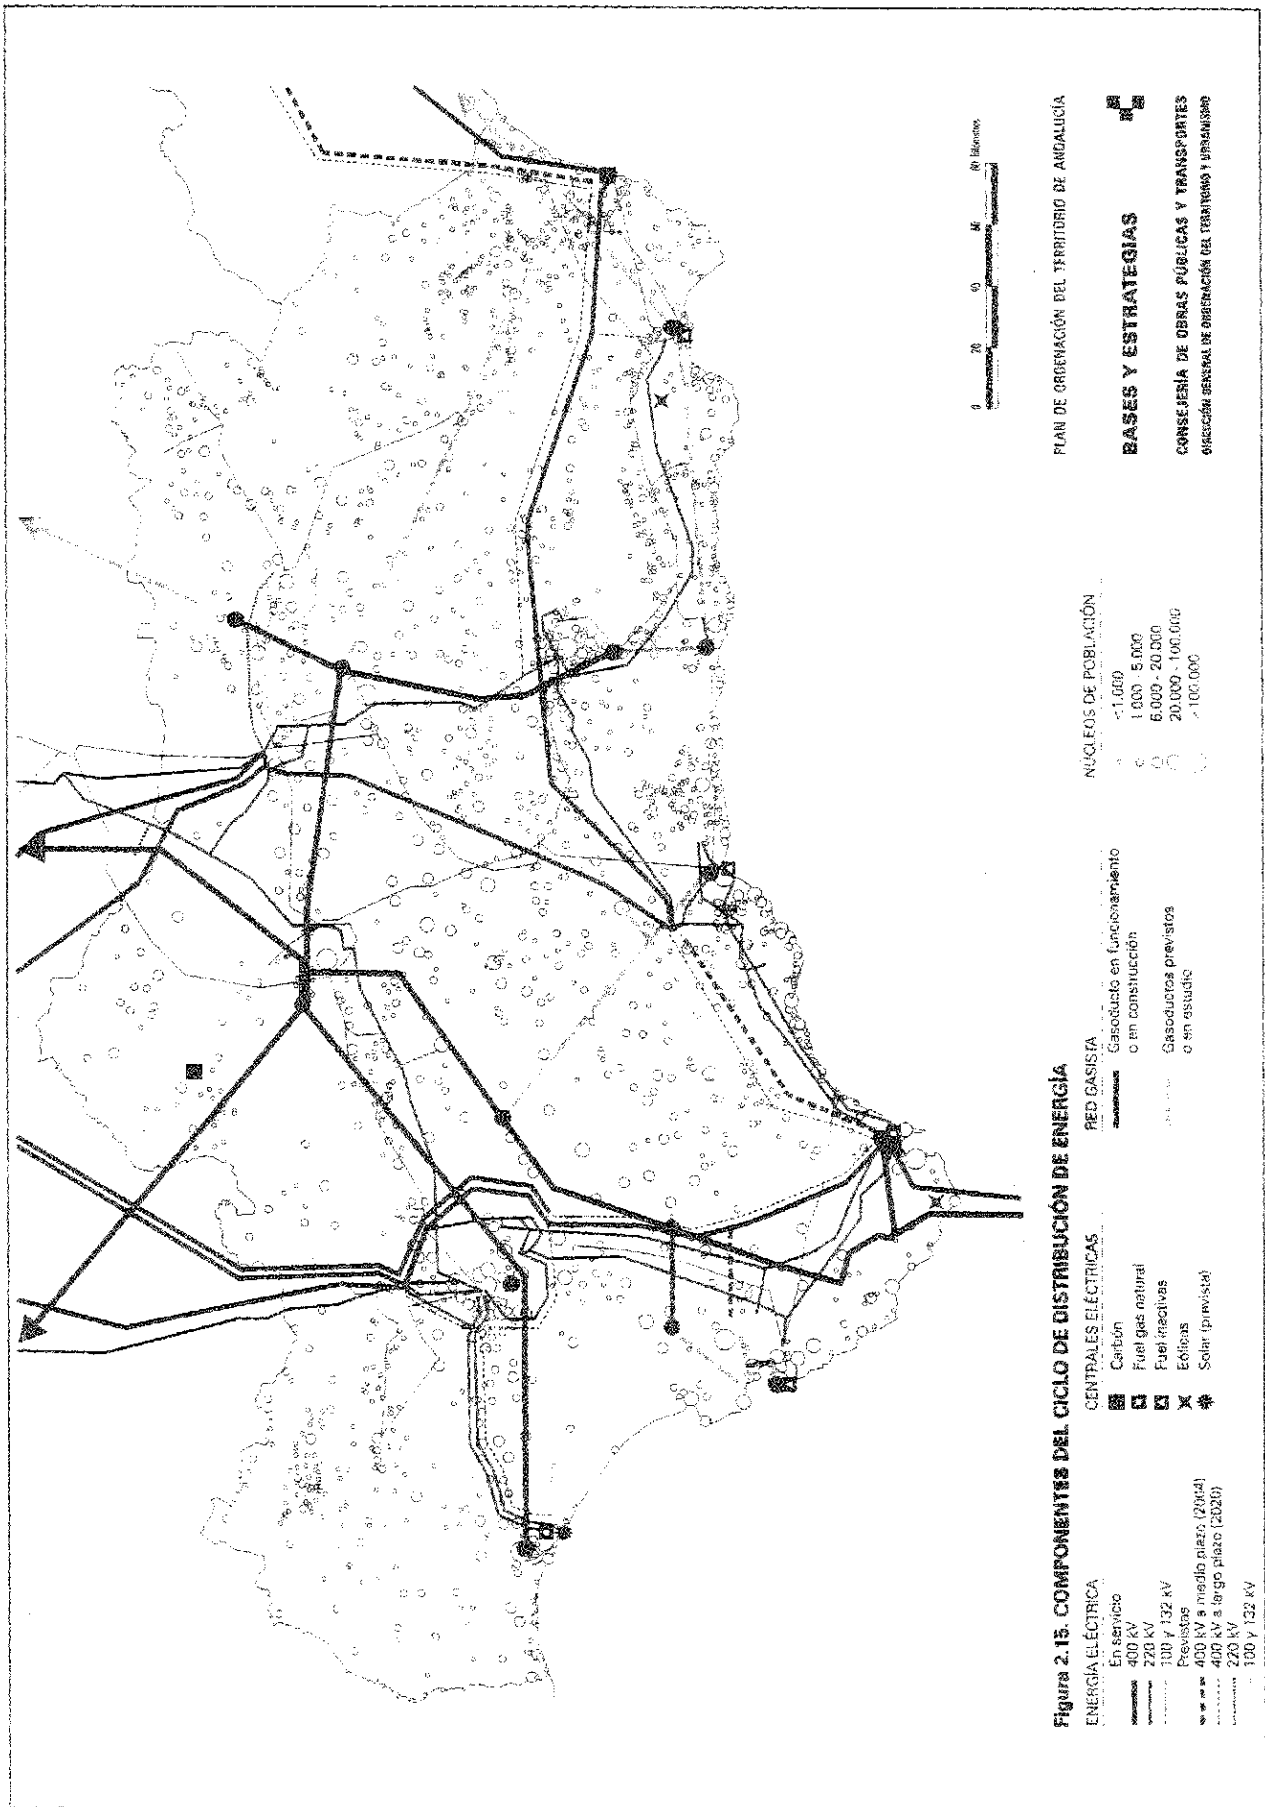 0 20 40 60 80 kilómetros
Figura 2.15. COMPONENTES DEL CICLO DE DISTRIBUCIÓN DE ENERGÍA
ENERGÍA ELÉCTRICA
En servicio
400 kV
220 kV
100 y 132 kV
Previstas
400 kV a medio plazo (2004)
400 kV a largo plazo (2020)
220 kV
100 y 132 kV
CENTRALES ELÉCTRICAS
Carbón
Fuel gas natural
Fuel inactivas
Eólicas
Solar (prevista)
RED GASISTA
Gasoducto en funcionamiento
o en construcción
Gasoductos previstos
o en estudio
NÚCLEOS DE POBLACIÓN
<1.000
1.000 - 5.000
6.000 - 20.000
20.000 - 100.000
>100.000
PLAN DE ORDENACIÓN DEL TERRITORIO DE ANDALUCÍA
BASES Y ESTRATEGIAS
CONSEJERÍA DE OBRAS PÚBLICAS Y TRANSPORTES
DIRECCIÓN GENERAL DE ORDENACIÓN DEL TERRITORIO Y URBANISMO